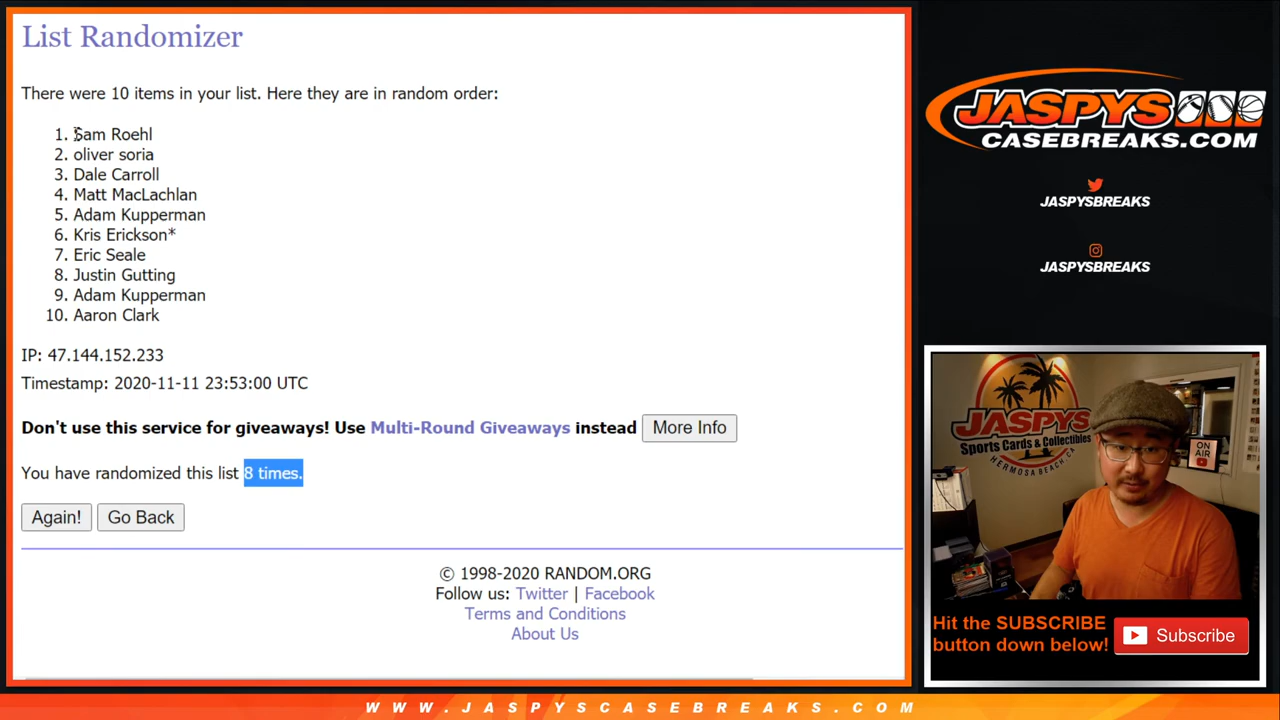 List Randomizer
There were 10 items in your list. Here they are in random order:
1. Sam Roehl
2. oliver soria
3. Dale Carroll
4. Matt MacLachlan
5. Adam Kupperman
6. Kris Erickson*
7. Eric Seale
8. Justin Gutting
9. Adam Kupperman
10. Aaron Clark
IP: 47.144.152.233
Timestamp: 2020-11-11 23:53:00 UTC
Don't use this service for giveaways! Use Multi-Round Giveaways instead More Info
You have randomized this list 8 times.
Again! Go Back
© 1998-2020 RANDOM.ORG
Follow us: Twitter | Facebook
Terms and Conditions
About Us
JASPYS
CASEBREAKS.COM
JASPYSBREAKS
JASPYSBREAKS
JASPYS
Sports Cards & Collectibles
HERMOSA BEACH, CA
ON
AIR
Hit the SUBSCRIBE
button down below!
Subscribe
WWW.JASPYSCASEBREAKS.COM